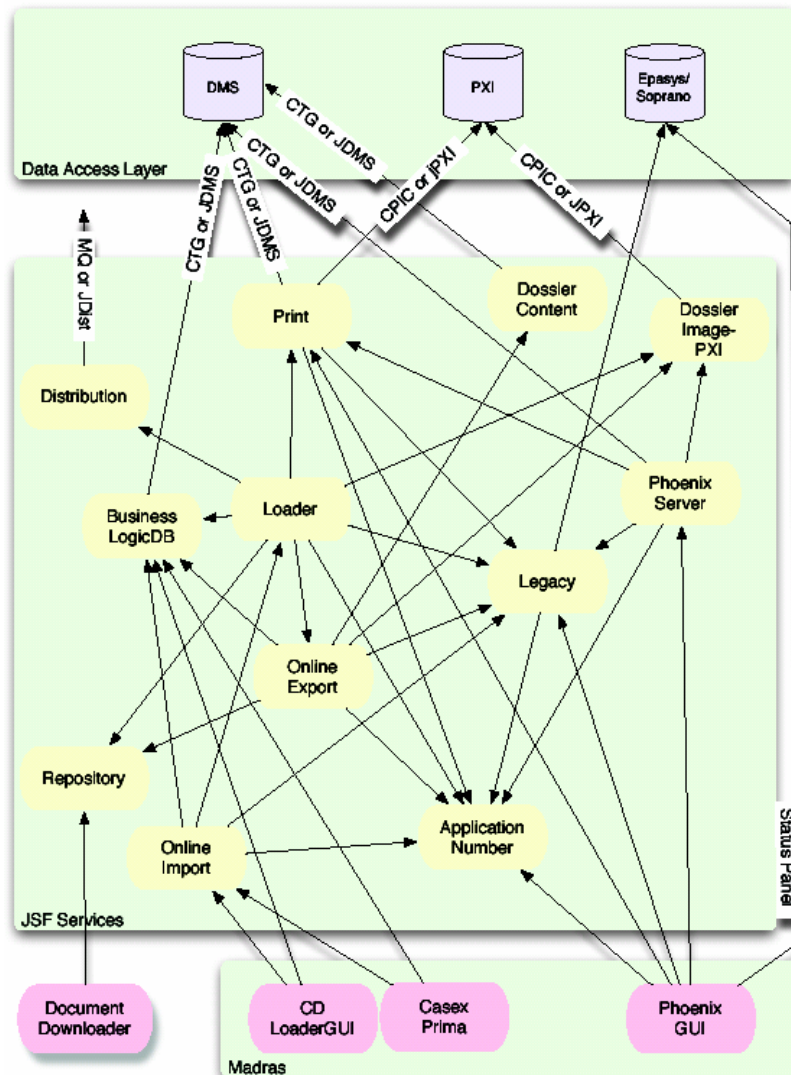 DMS
PXI
Epasys/
Soprano
CTG or JDMS
CTG or JDMS
CTG or JDMS
CTG or JDMS
CPIC or jPXI
CPIC or JPXI
Data Access Layer
MQ or JDist
Print
Dossier
Content
Dossier
Image-
PXI
Distribution
Business
LogicDB
Loader
Phoenix
Server
Legacy
Online
Export
Repository
Online
Import
Application
Number
Status Panel
JSF Services
Document
Downloader
CD
LoaderGUI
Casex
Prima
Phoenix
GUI
Madras